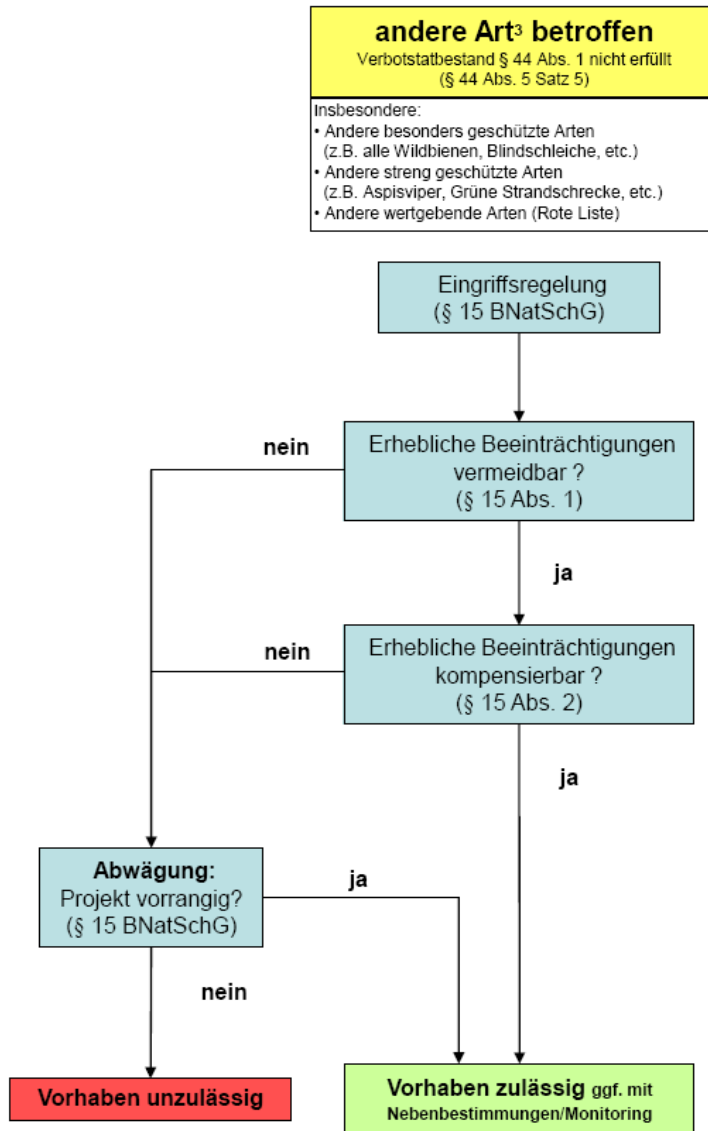 andere Art³ betroffen
Verbotstatbestand § 44 Abs. 1 nicht erfüllt
(§ 44 Abs. 5 Satz 5)
Insbesondere:
• Andere besonders geschützte Arten
(z.B. alle Wildbienen, Blindschleiche, etc.)
• Andere streng geschützte Arten
(z.B. Aspisviper, Grüne Strandschrecke, etc.)
• Andere wertgebende Arten (Rote Liste)
Eingriffsregelung
(§ 15 BNatSchG)
nein
Erhebliche Beeinträchtigungen
vermeidbar ?
(§ 15 Abs. 1)
ja
nein
Erhebliche Beeinträchtigungen
kompensierbar ?
(§ 15 Abs. 2)
ja
Abwägung:
Projekt vorrangig?
(§ 15 BNatSchG)
ja
nein
Vorhaben unzulässig
Vorhaben zulässig ggf. mit
Nebenbestimmungen/Monitoring